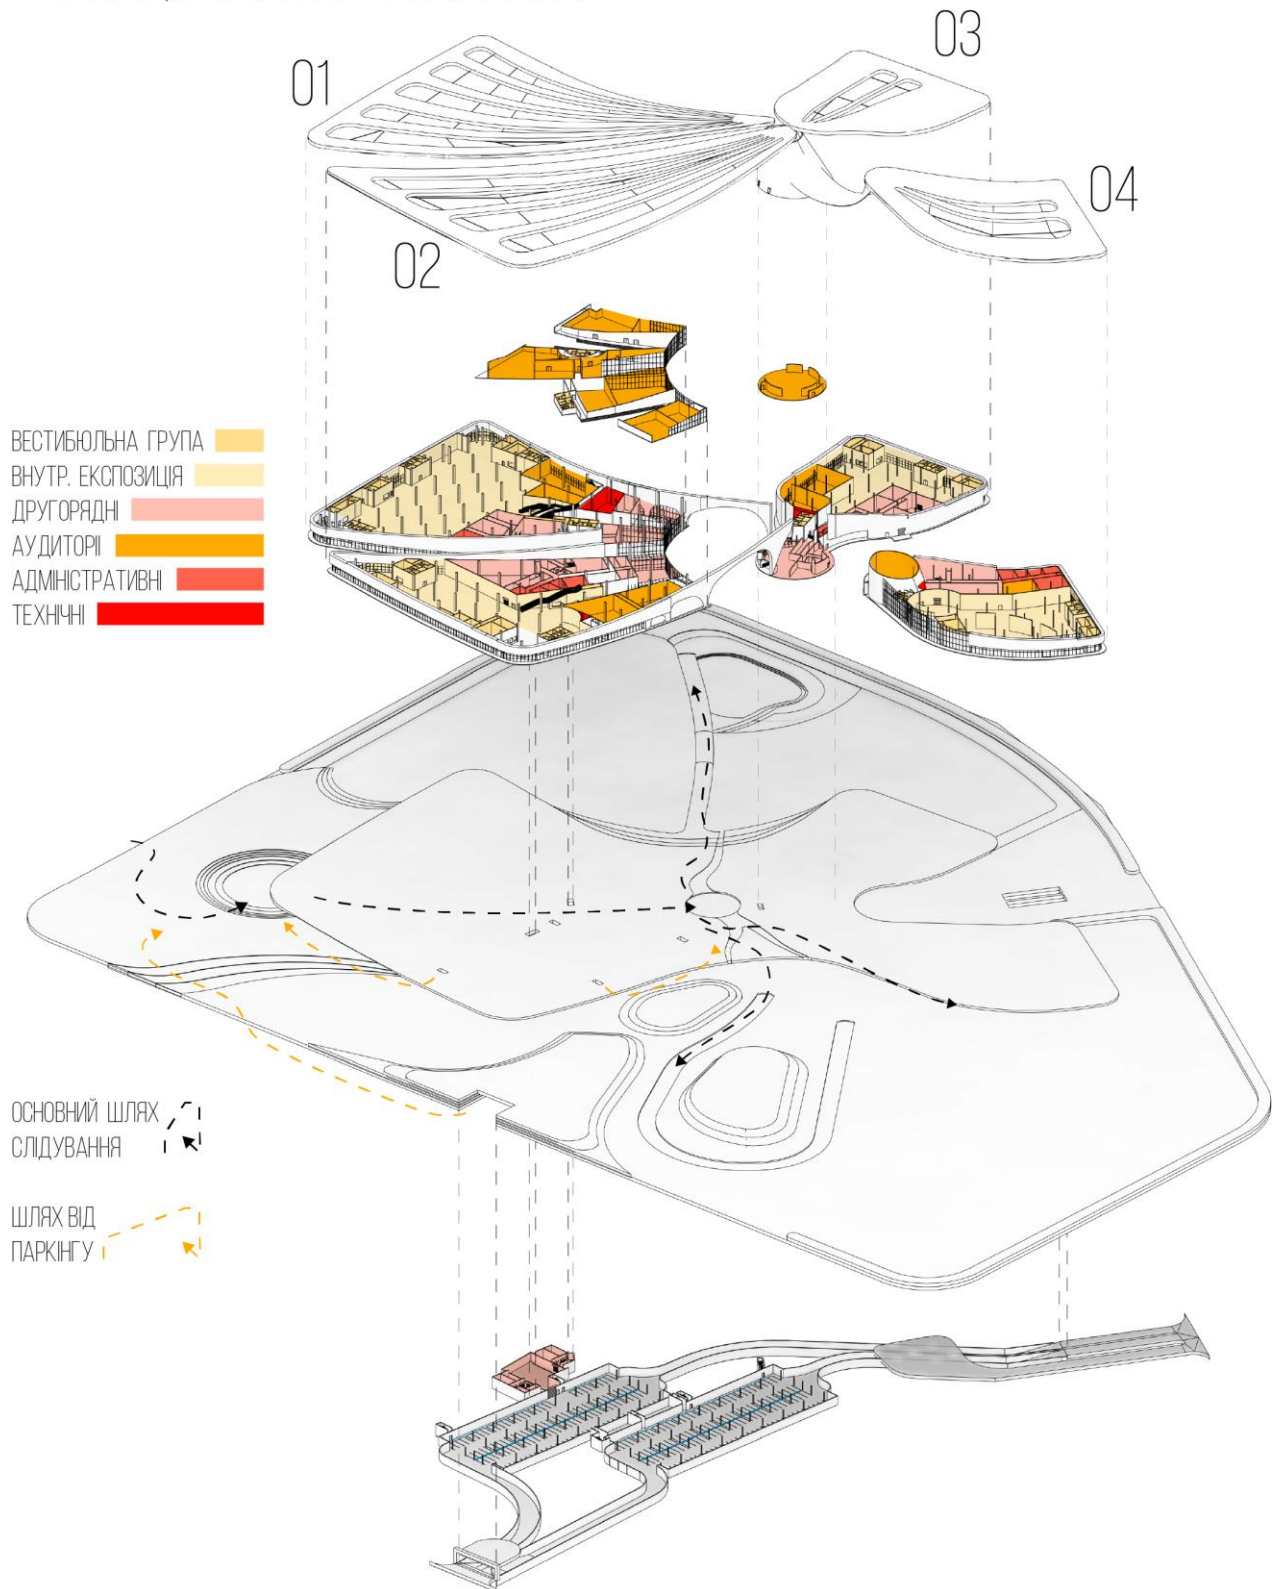 03
01
04
02
ВЕСТИБЮЛЬНА ГРУПА
ВНУТР. ЕКСПОЗИЦІЯ
ДРУГОРЯДНІ
АУДИТОРІЇ
АДМІНІСТРАТИВНІ
ТЕХНІЧНІ
ОСНОВНИЙ ШЛЯХ
СЛІДУВАННЯ
ШЛЯХ ВІД
ПАРКІНГУ